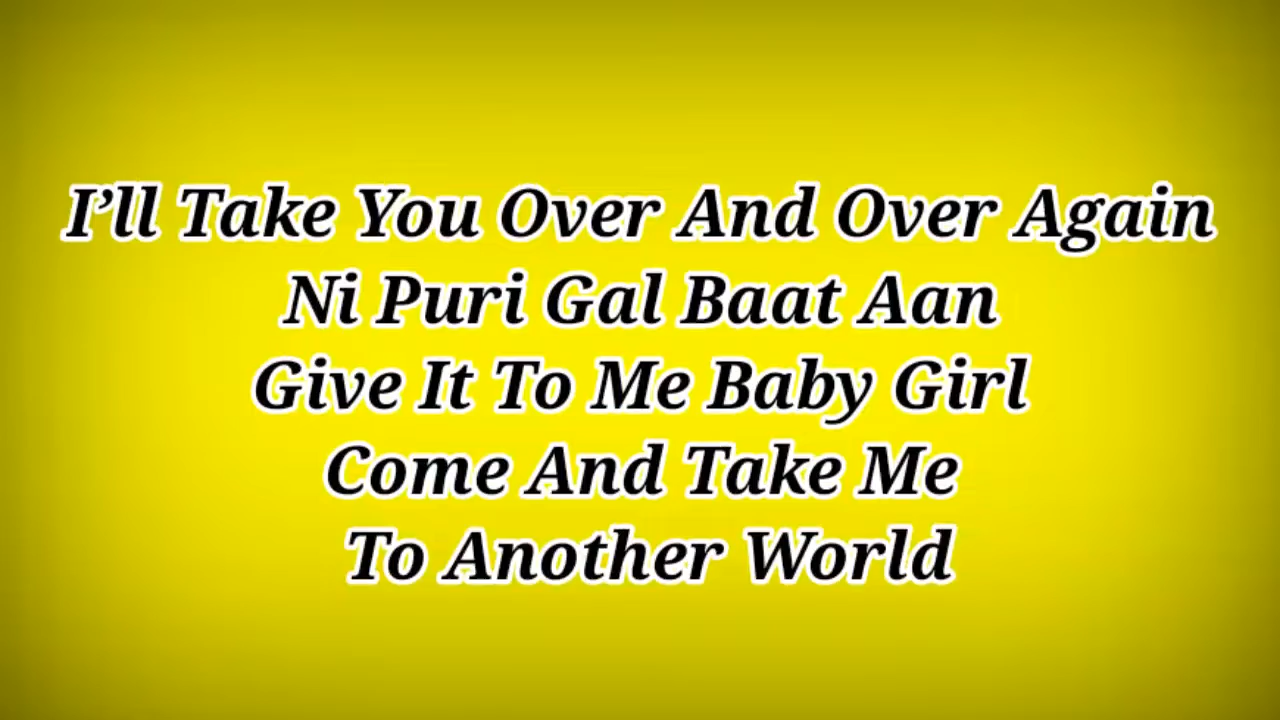 I’ll Take You Over And Over Again
Ni Puri Gal Baat Aan
Give It To Me Baby Girl
Come And Take Me
To Another World